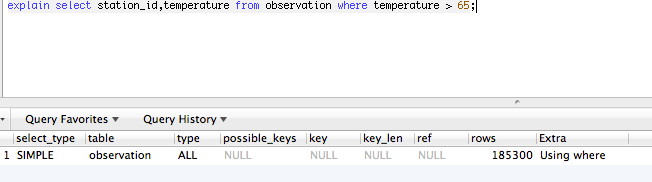 explain select station_id,temperature from observation where temperature > 65;
Query Favorites ▼ Query History ▼
select_type table type possible_keys key key_len ref rows Extra
1 SIMPLE observation ALL NULL NULL NULL NULL 185300 Using where